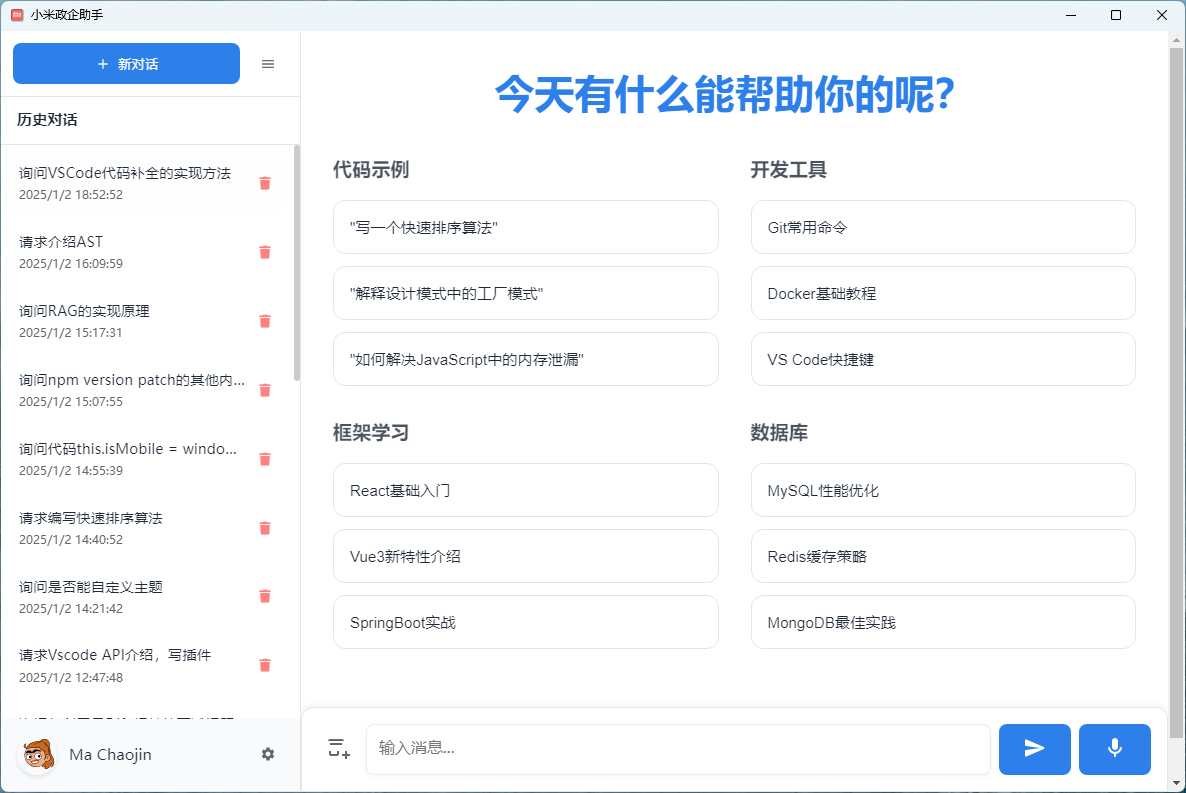 小米政企助手
+ 新对话
历史对话
询问VSCode代码补全的实现方法
2025/1/2 18:52:52
请求介绍AST
2025/1/2 16:09:59
询问RAG的实现原理
2025/1/2 15:17:31
询问npm version patch的其他内...
2025/1/2 15:07:55
询问代码this.isMobile = windo...
2025/1/2 14:55:39
请求编写快速排序算法
2025/1/2 14:40:52
询问是否能自定义主题
2025/1/2 14:21:42
请求Vscode API介绍，写插件
2025/1/2 12:47:48
Ma Chaojin
今天有什么能帮助你的呢?
代码示例
"写一个快速排序算法"
"解释设计模式中的工厂模式"
"如何解决JavaScript中的内存泄漏"
开发工具
Git常用命令
Docker基础教程
VS Code快捷键
框架学习
React基础入门
Vue3新特性介绍
SpringBoot实战
数据库
MySQL性能优化
Redis缓存策略
MongoDB最佳实践
输入消息...